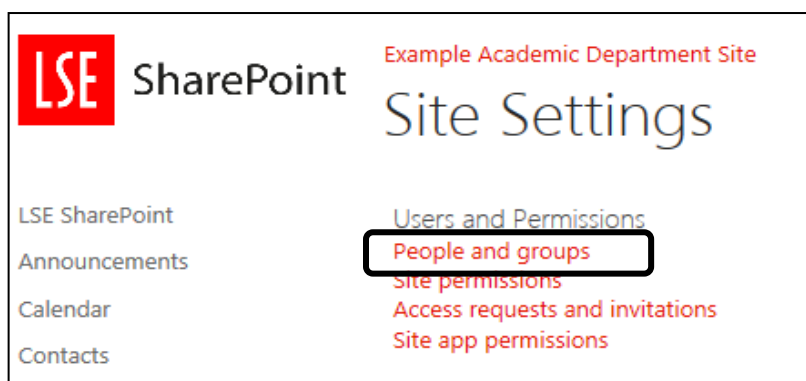 LSE SharePoint
Example Academic Department Site
Site Settings
LSE SharePoint
Announcements
Calendar
Contacts
Users and Permissions
People and groups
Site permissions
Access requests and invitations
Site app permissions